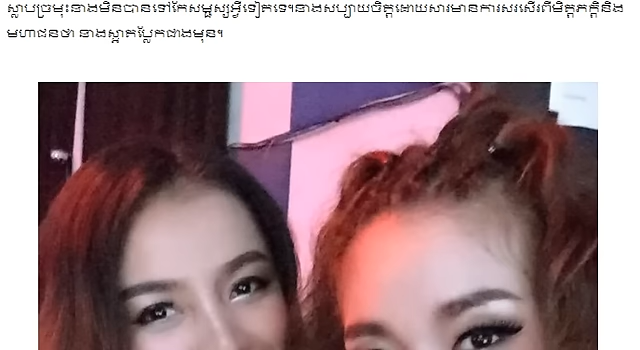 ស្លាបច្រមុះនាងមិនបានទៅកែសម្ផស្សអ្វីទៀតទេ។នាងសប្បាយចិត្តដោយសារមានការសរសើរពីមិត្តភក្តិនិង
មហាជនថា នាងស្អាតប្លែកជាងមុន។